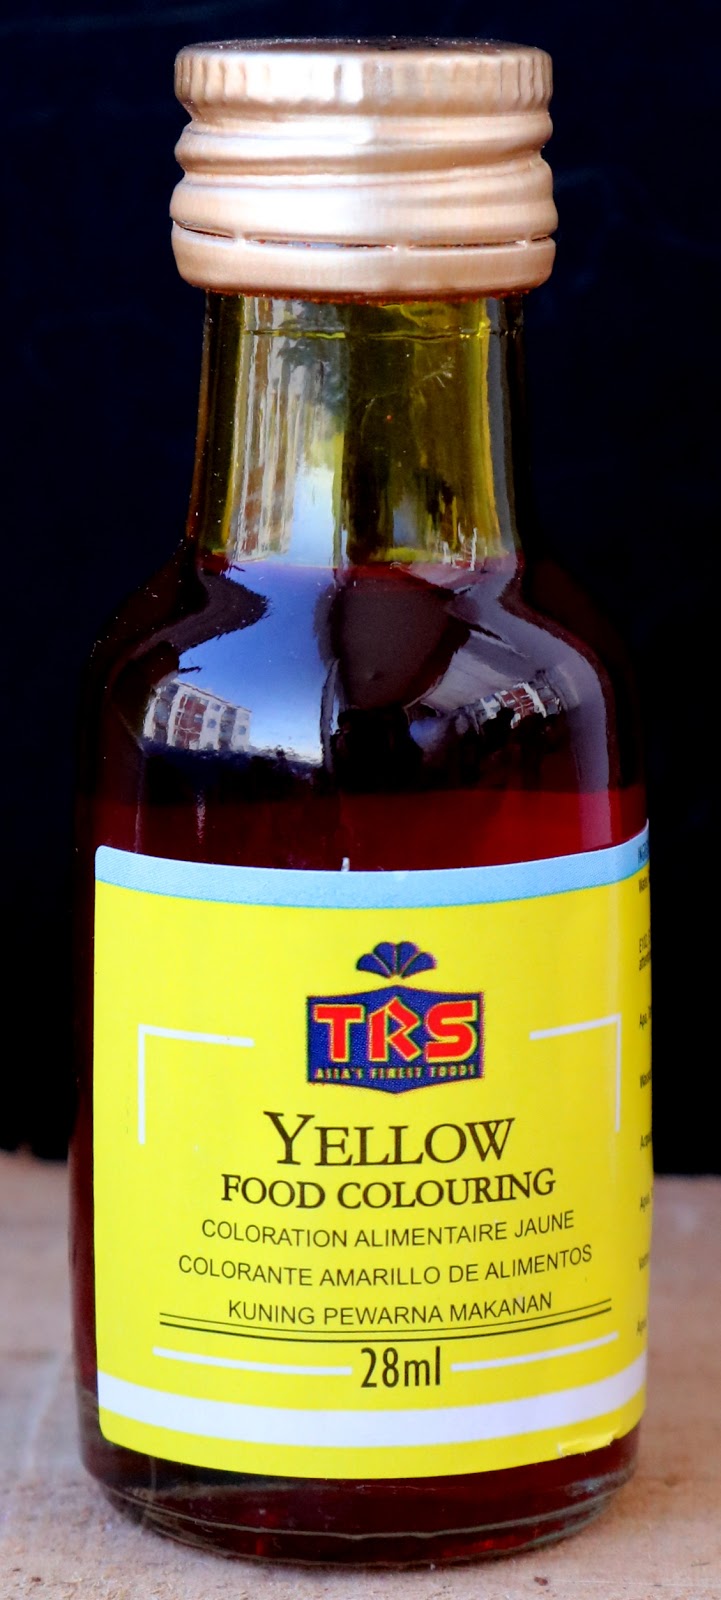 TRS
ASIA'S FINEST FOODS
YELLOW
FOOD COLOURING
COLORATION ALIMENTAIRE JAUNE
COLORANTE AMARILLO DE ALIMENTOS
KUNING PEWARNA MAKANAN
28ml